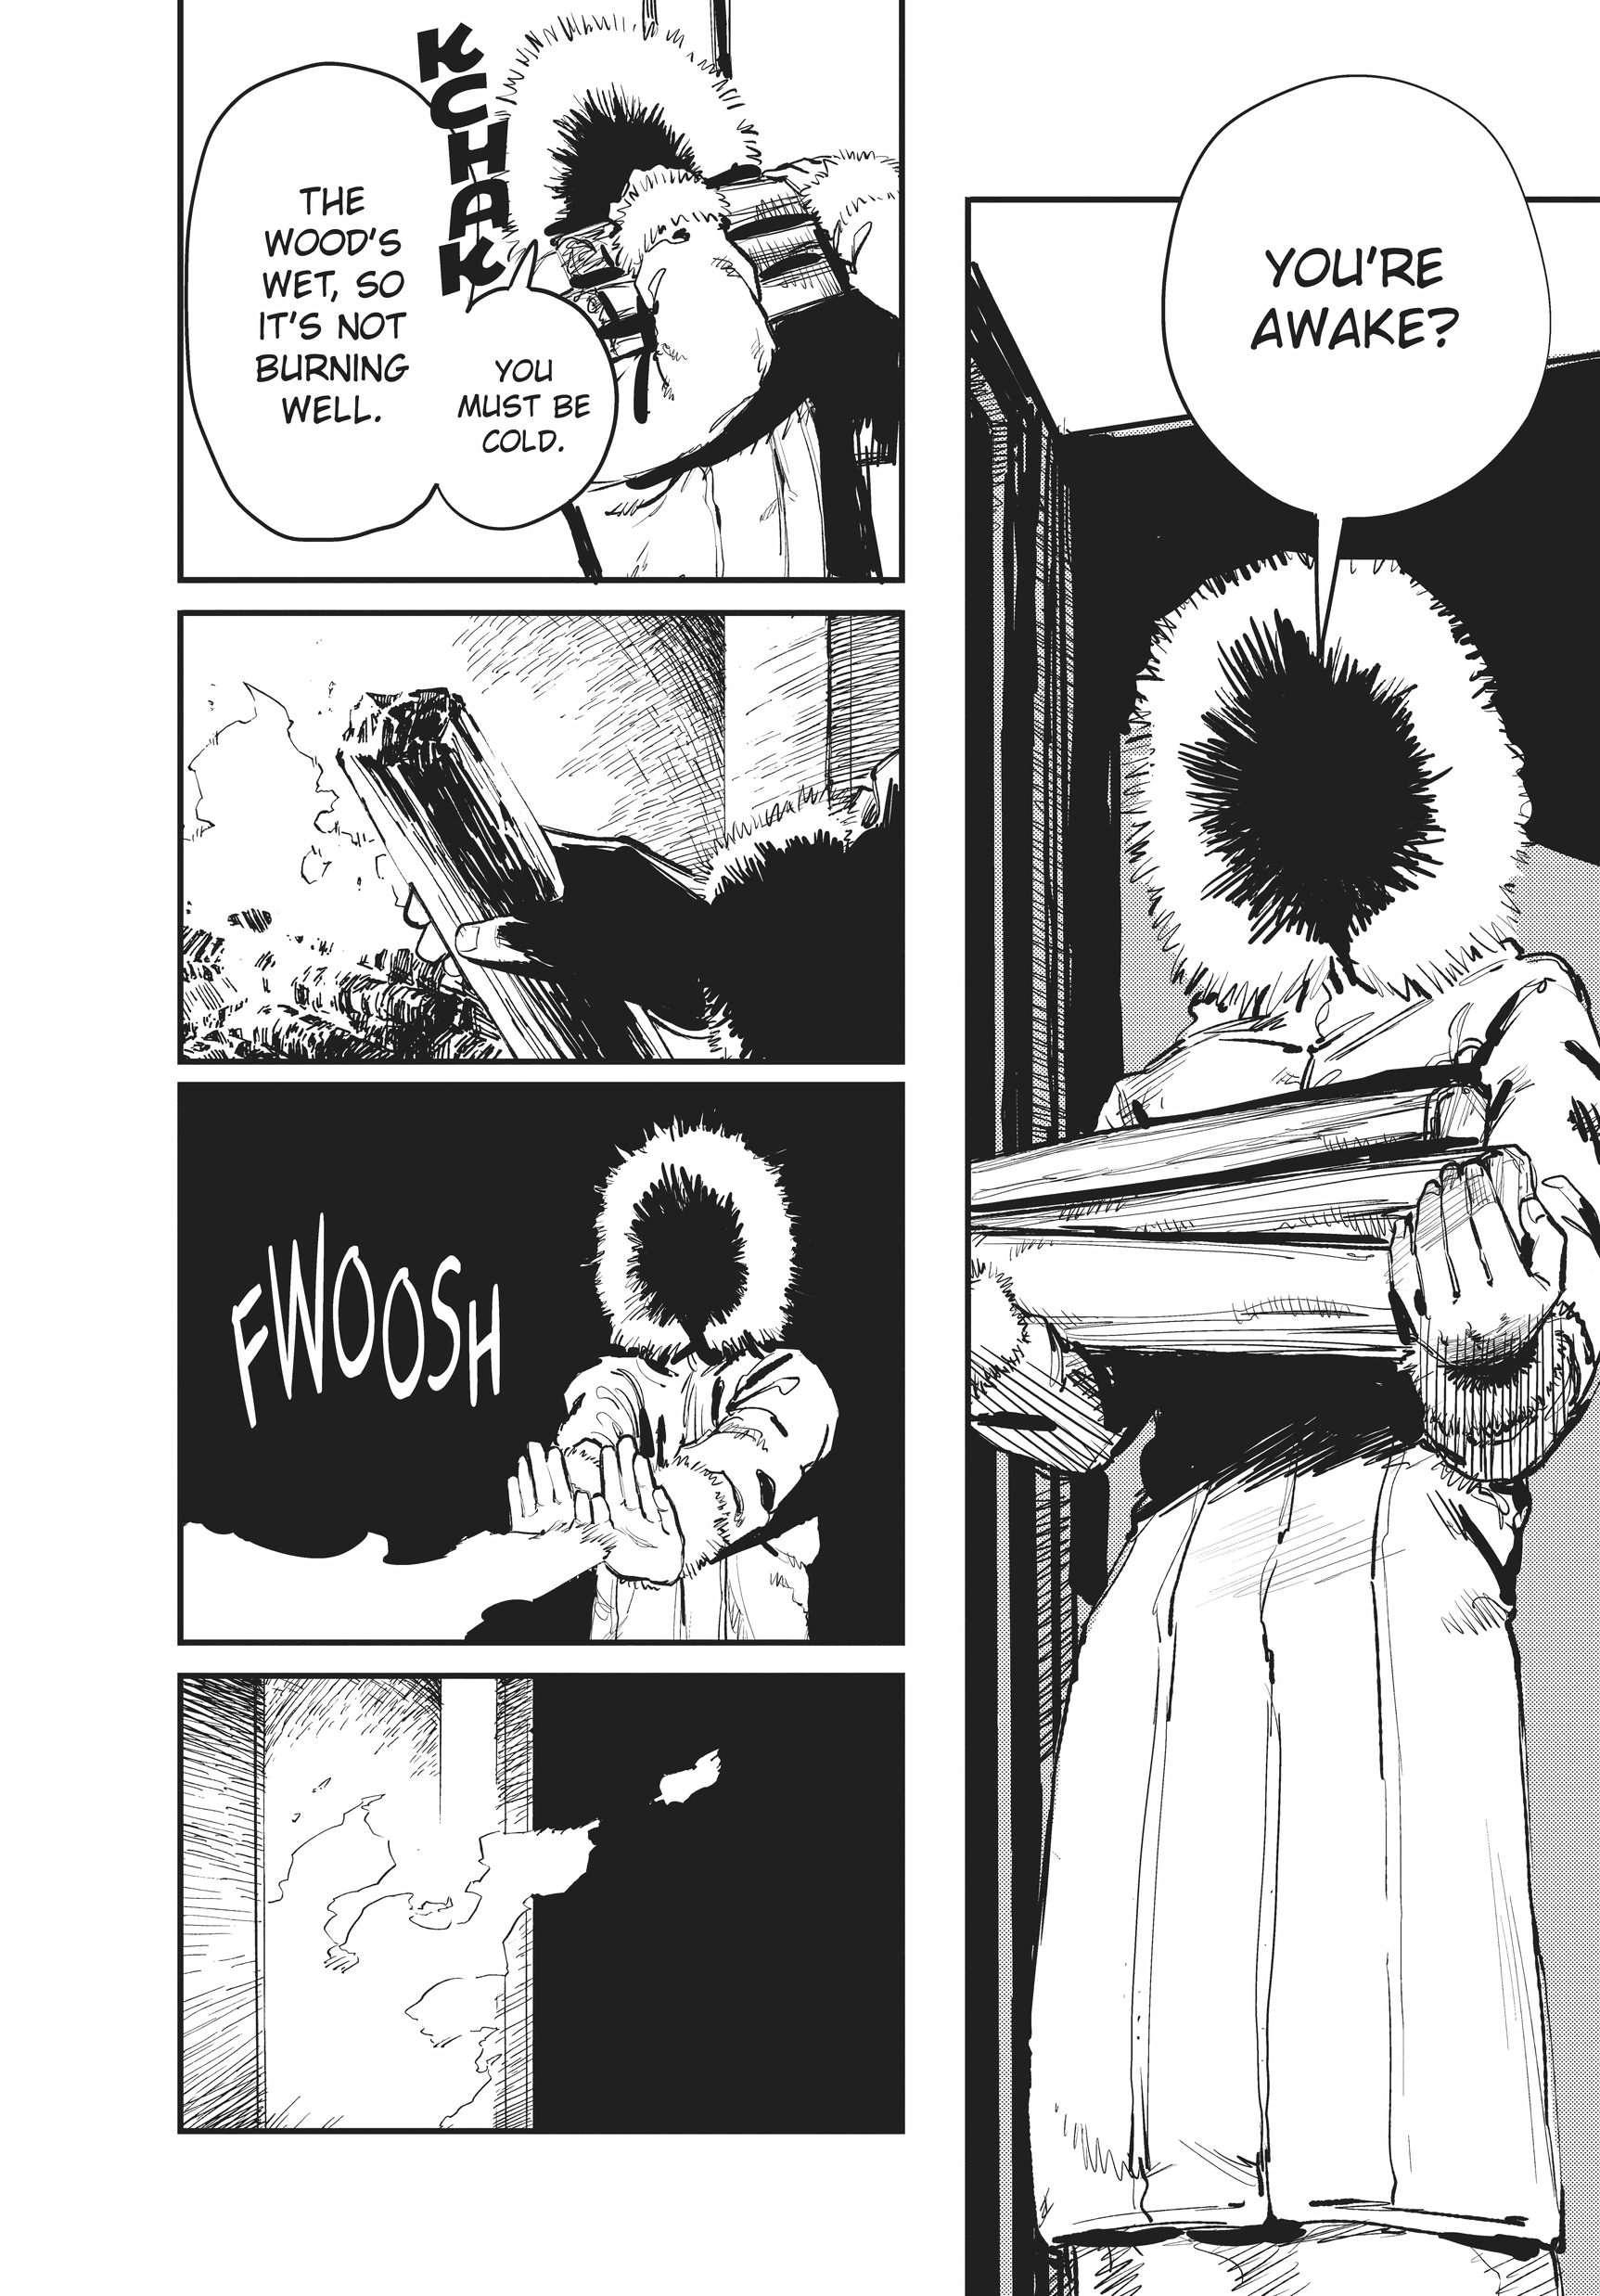 YOU'RE
AWAKE?
KCHAK
YOU
MUST BE
COLD.
THE
WOOD'S
WET, SO
IT'S NOT
BURNING
WELL.
FWOOSH